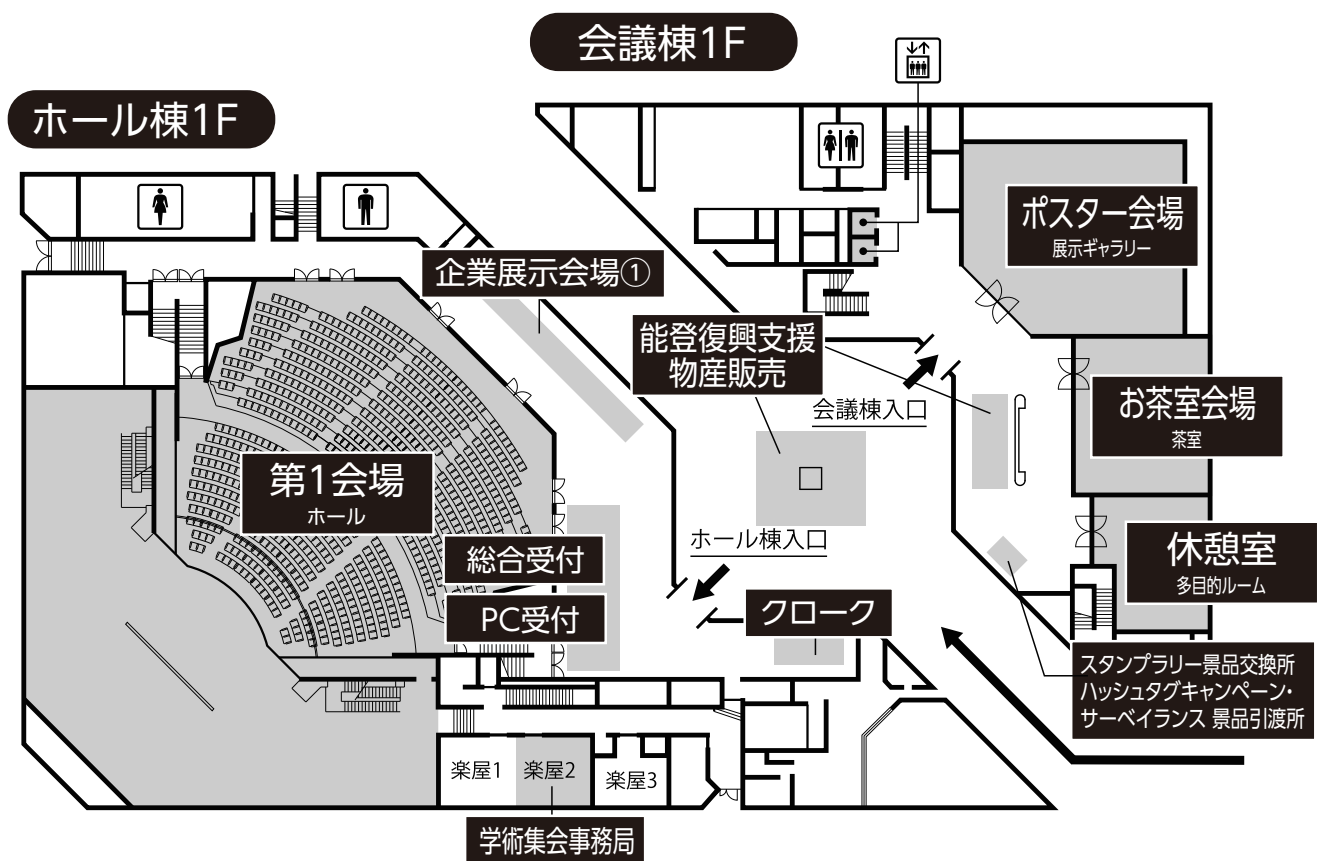 会議棟1F
ホール棟1F
ポスター会場
展示ギャラリー
企業展示会場①
能登復興支援
物産販売
会議棟入口
お茶室会場
茶室
第1会場
ホール
ホール棟入口
総合受付
休憩室
多目的ルーム
PC受付
クローク
スタンプラリー景品交換所
ハッシュタグキャンペーン・
サーベイランス 景品引渡所
楽屋1
楽屋2
楽屋3
学術集会事務局